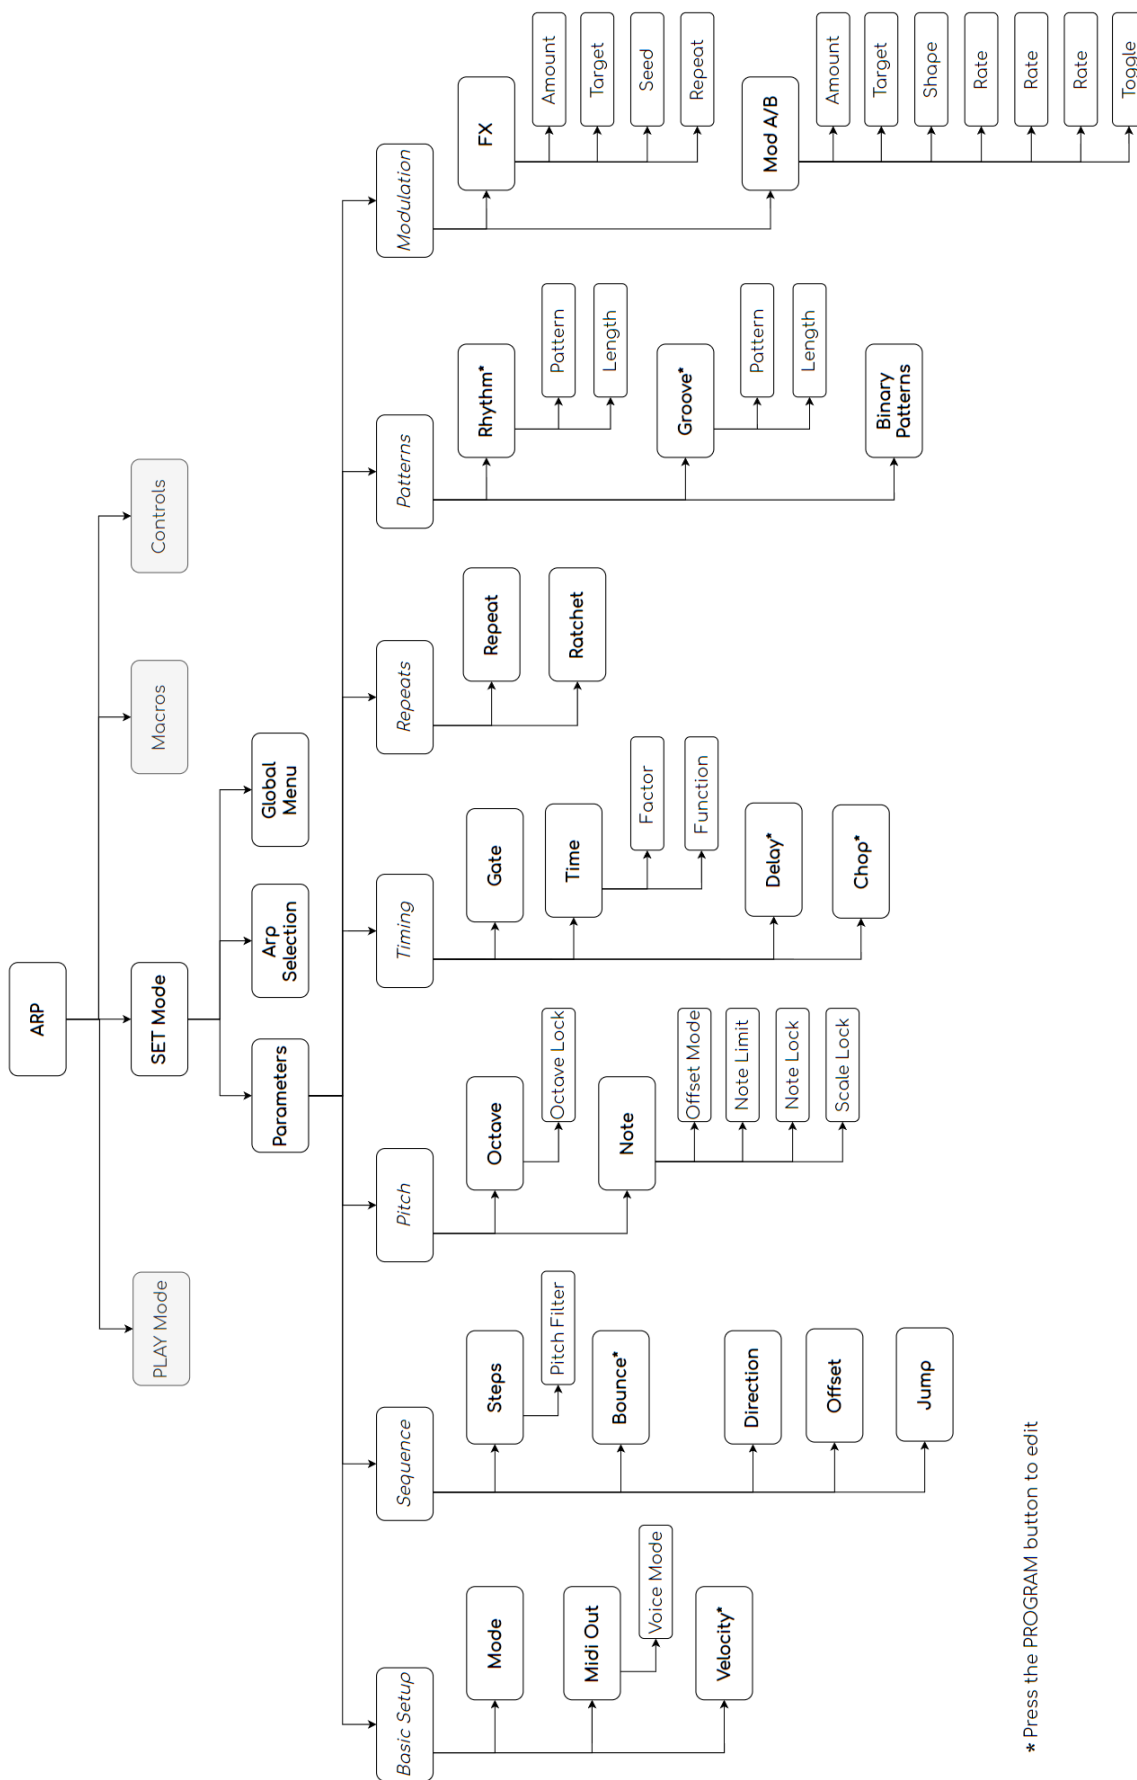 ARP
PLAY Mode
SET Mode
Macros
Controls
Parameters
Arp
Selection
Global
Menu
Basic Setup
Sequence
Pitch
Timing
Repeats
Patterns
Modulation
Mode
Midi Out
Voice Mode
Velocity*
Steps
Pitch Filter
Bounce*
Direction
Offset
Jump
Octave
Octave Lock
Note
Offset Mode
Note Limit
Note Lock
Scale Lock
Gate
Time
Factor
Function
Delay*
Chop*
Repeat
Ratchet
Rhythm*
Pattern
Length
Groove*
Pattern
Length
Binary
Patterns
FX
Amount
Target
Seed
Repeat
Mod A/B
Amount
Target
Shape
Rate
Rate
Rate
Toggle
* Press the PROGRAM button to edit